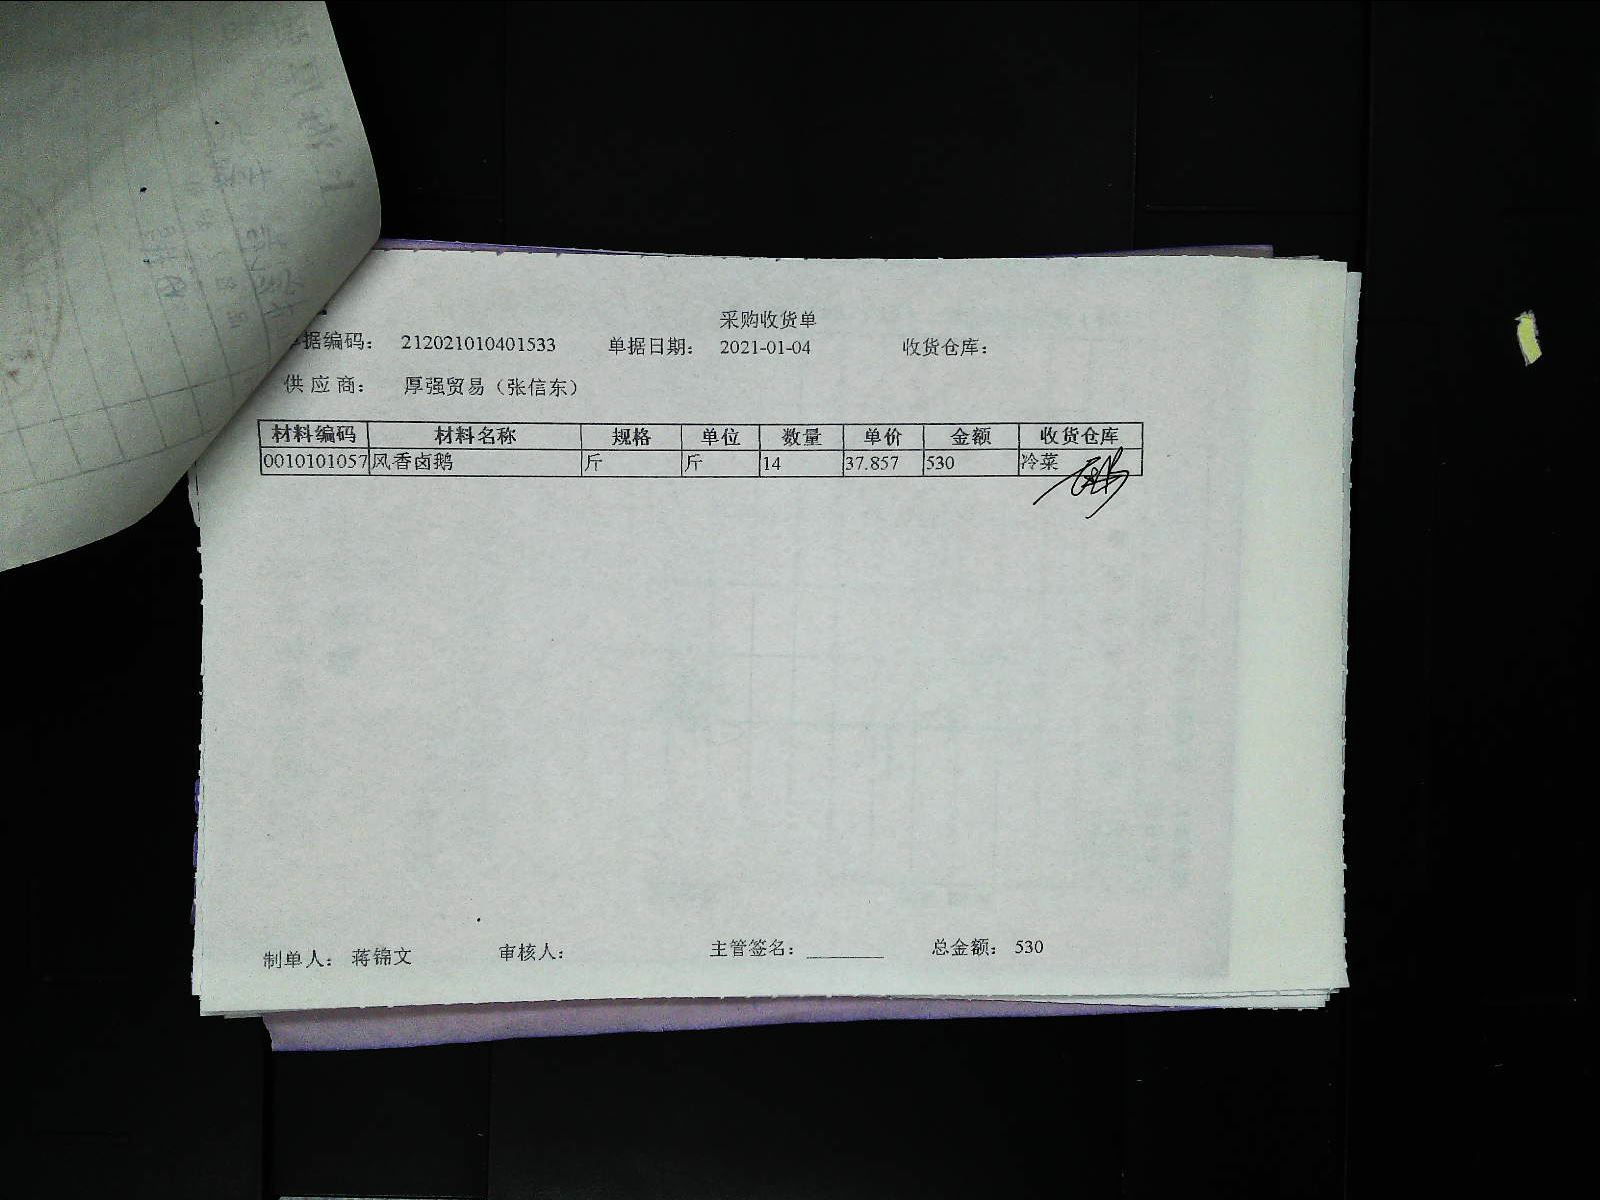 采购收货单
据编码： 212021010401533 单据日期： 2021-01-04 收货仓库：
供应商： 厚强贸易（张信东）
材料编码 材料名称 规格 单位 数量 单价 金额 收货仓库
0010101057 风香卤鹅 斤 斤 14 37.857 530 冷菜
制单人： 蒋锦文 审核人： 主管签名：________ 总金额： 530